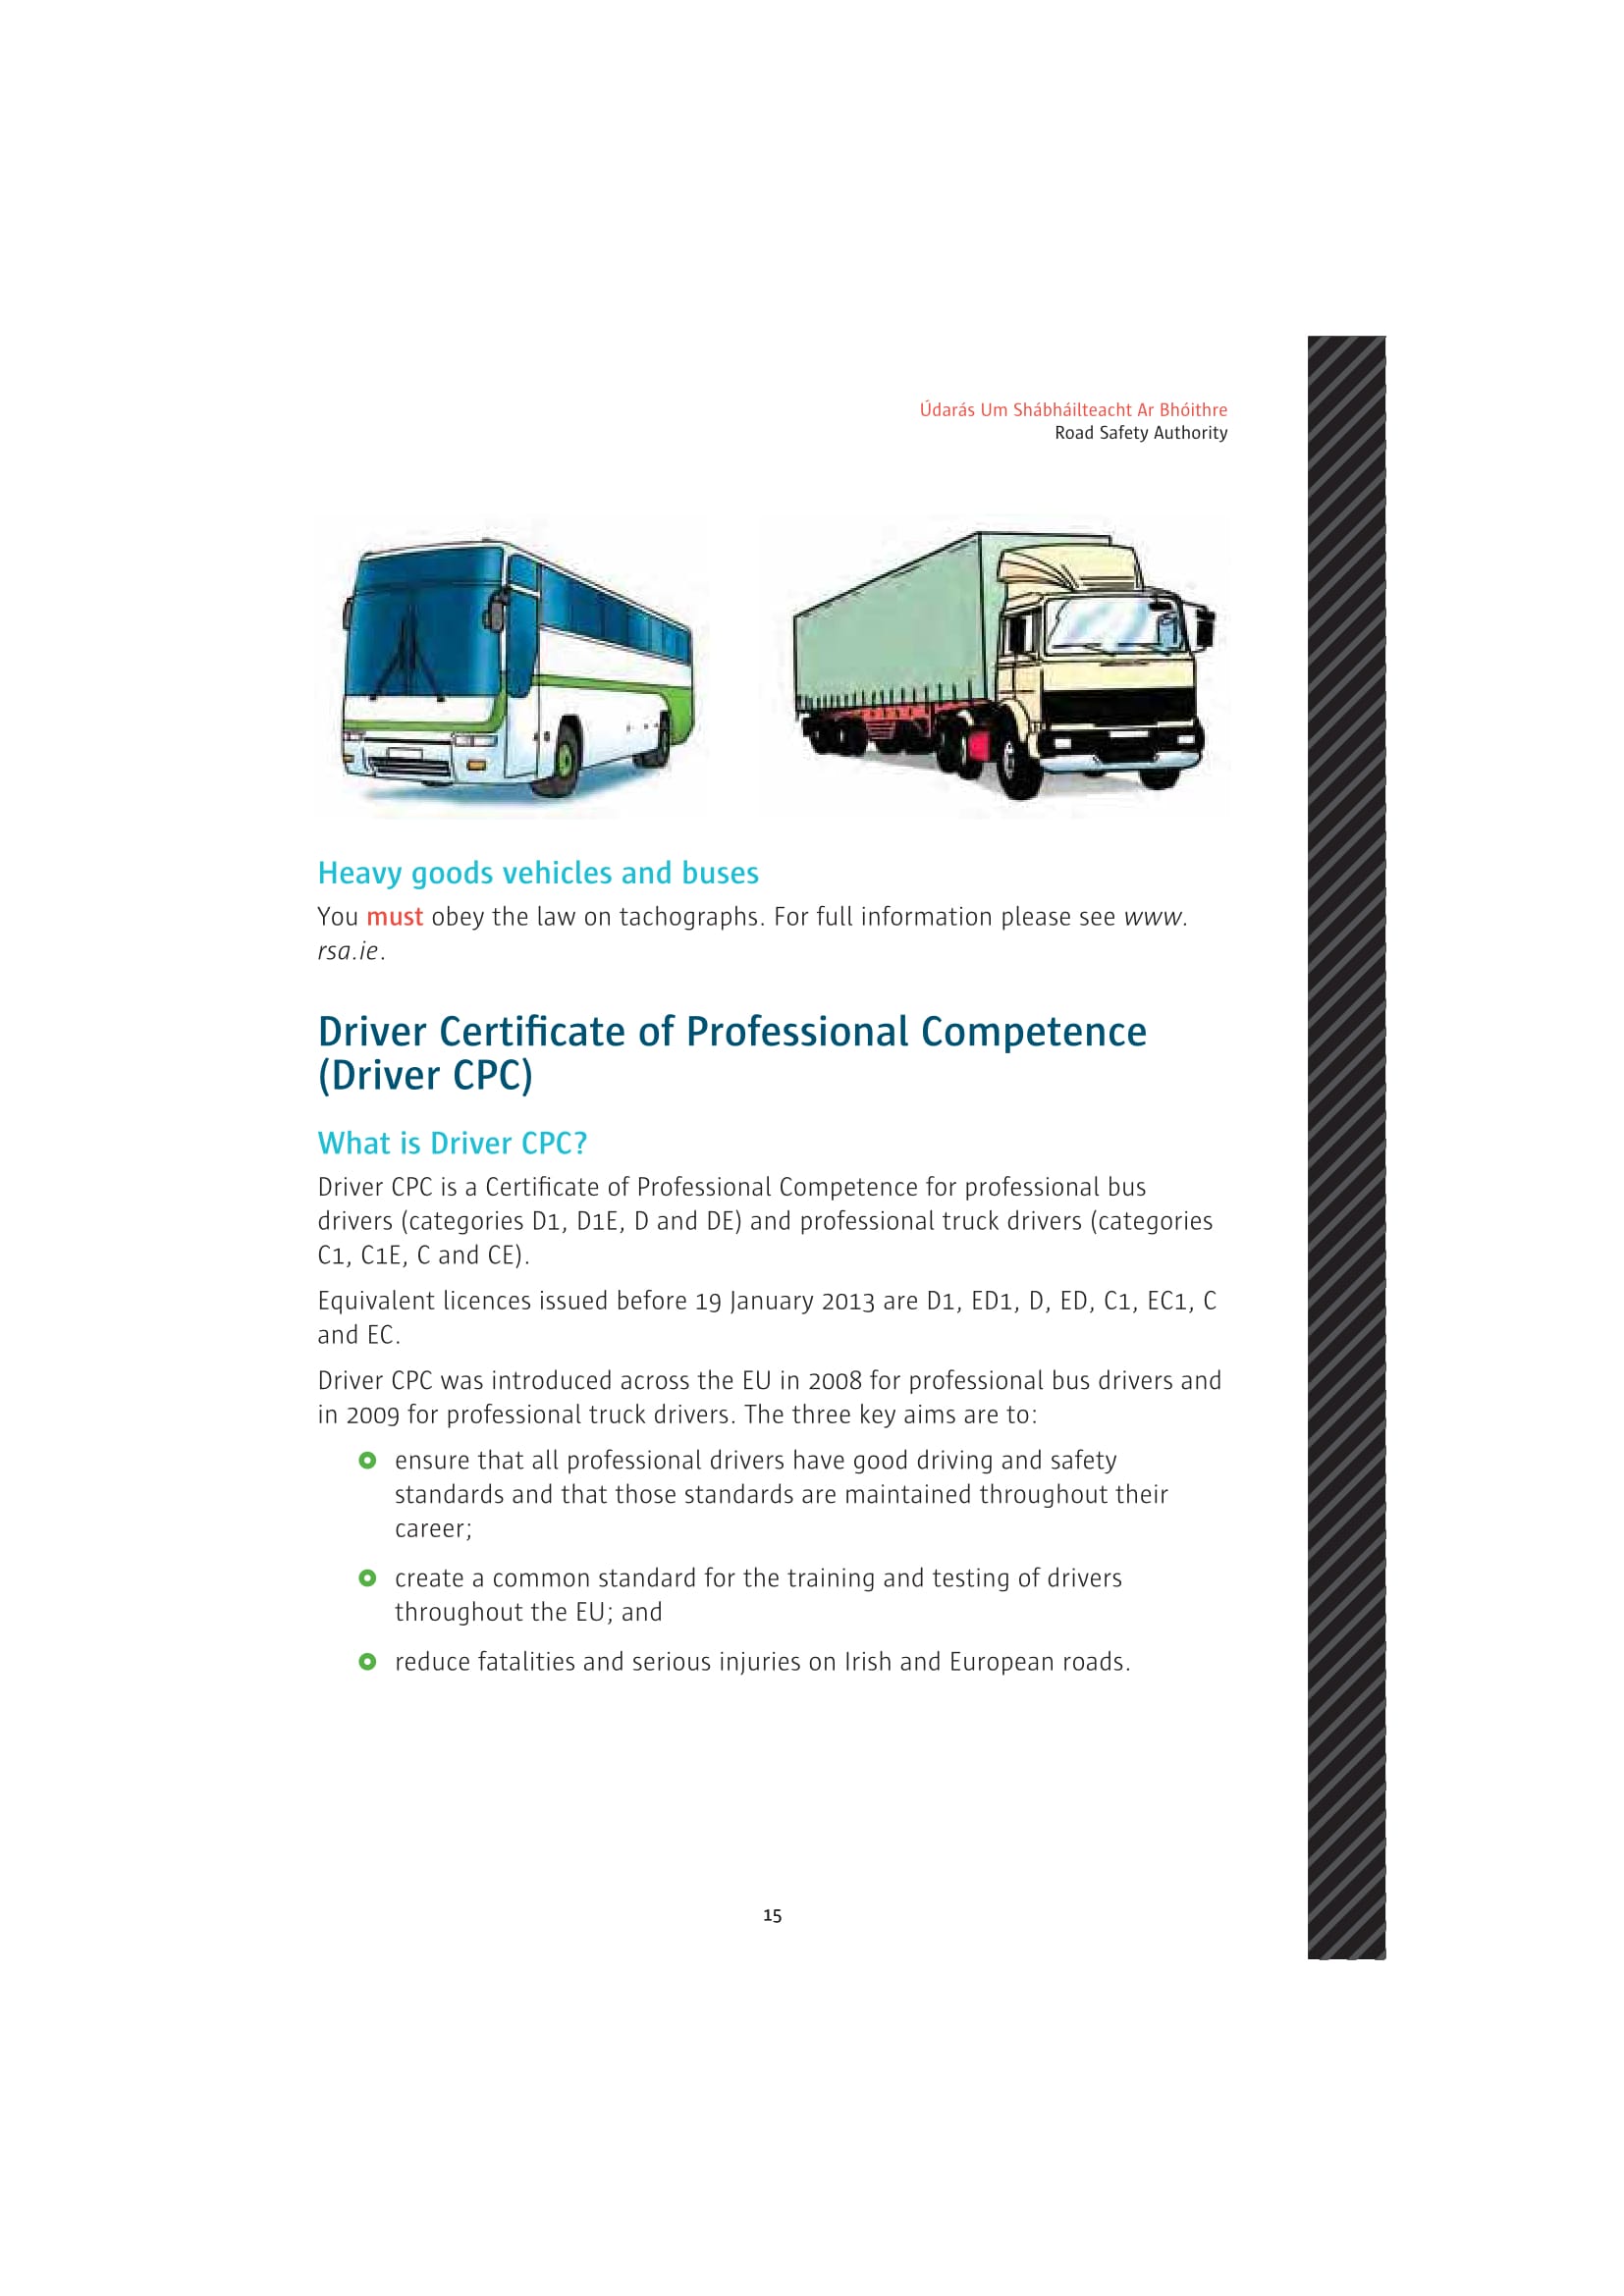 Údarás Um Shábháilteacht Ar Bhóithre
Road Safety Authority
Heavy goods vehicles and buses
You must obey the law on tachographs. For full information please see www.
rsa.ie.
Driver Certificate of Professional Competence
(Driver CPC)
What is Driver CPC?
Driver CPC is a Certificate of Professional Competence for professional bus
drivers (categories D1, D1E, D and DE) and professional truck drivers (categories
C1, C1E, C and CE).
Equivalent licences issued before 19 January 2013 are D1, ED1, D, ED, C1, EC1, C
and EC.
Driver CPC was introduced across the EU in 2008 for professional bus drivers and
in 2009 for professional truck drivers. The three key aims are to:
ensure that all professional drivers have good driving and safety
standards and that those standards are maintained throughout their
career;
create a common standard for the training and testing of drivers
throughout the EU; and
reduce fatalities and serious injuries on Irish and European roads.
15